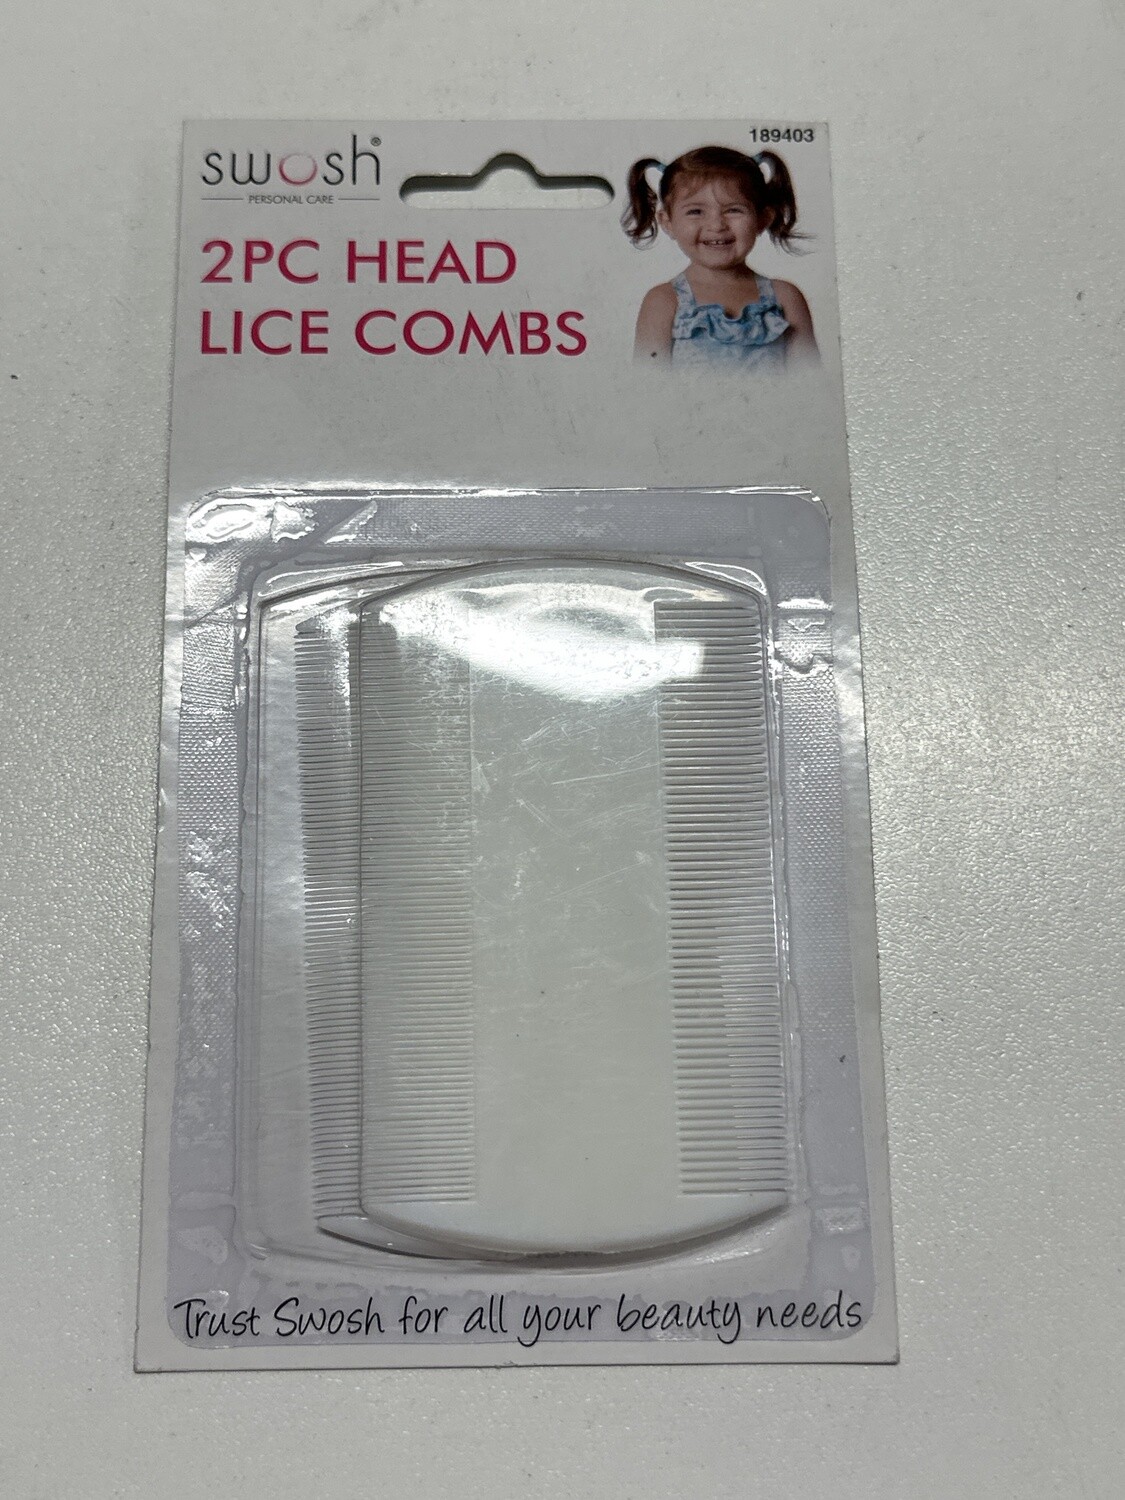 swosh®
PERSONAL CARE
189403
2PC HEAD
LICE COMBS
Trust Swosh for all your beauty needs